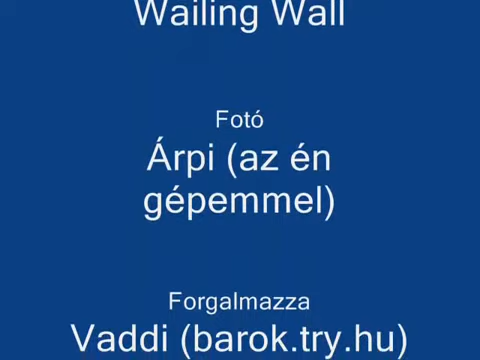 Wailing Wall
Fotó
Árpi (az én
gépemmel)
Forgalmazza
Vaddi (barok.try.hu)